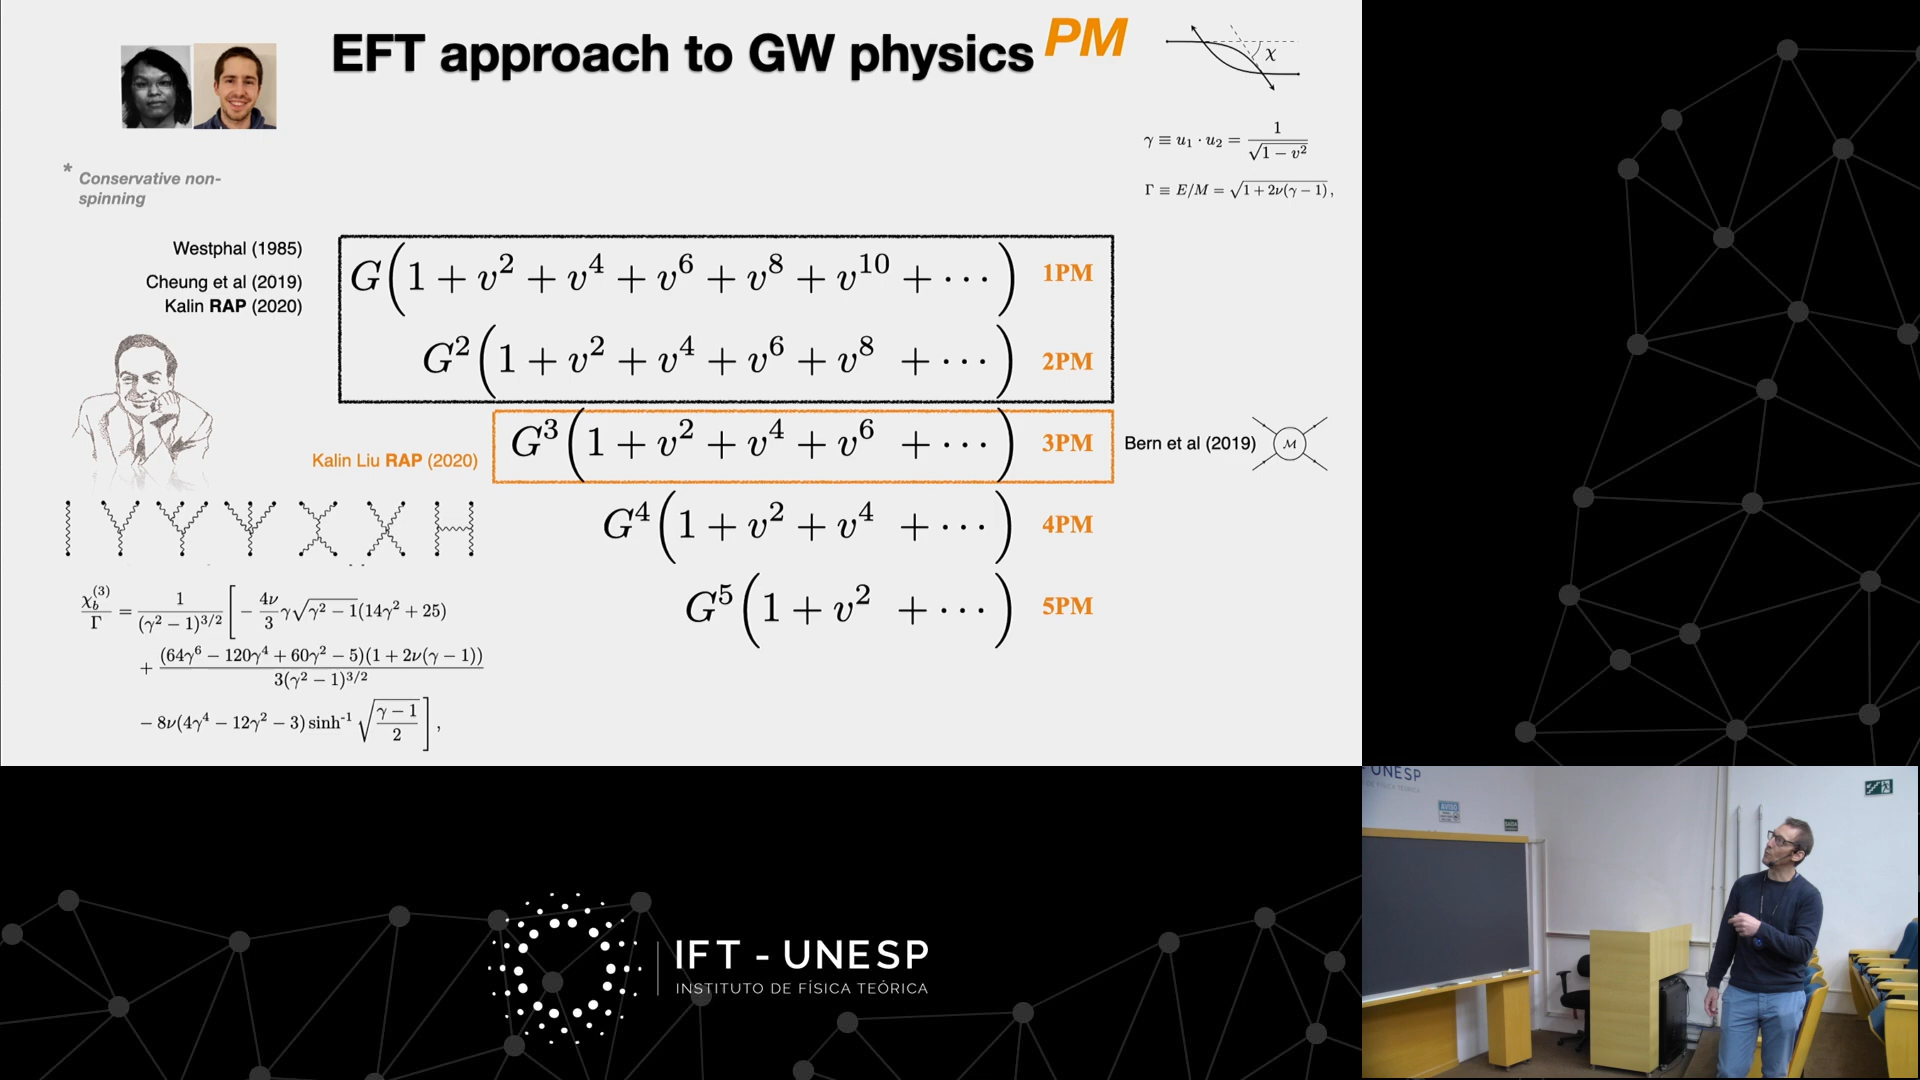 EFT approach to GW physics PM
χ
γ ≡ u₁ · u₂ = 1/√(1 − v²)
Γ ≡ E/M = √(1 + 2ν(γ − 1)),
* Conservative non-
spinning
Westphal (1985)
Cheung et al (2019)
Kalin RAP (2020)
G(1 + v² + v⁴ + v⁶ + v⁸ + v¹⁰ + ···) 1PM
G²(1 + v² + v⁴ + v⁶ + v⁸ + ···) 2PM
Kalin Liu RAP (2020)
G³(1 + v² + v⁴ + v⁶ + ···) 3PM
Bern et al (2019) M
G⁴(1 + v² + v⁴ + ···) 4PM
G⁵(1 + v² + ···) 5PM
χ_b^(3)/Γ = 1/(γ² − 1)^3/2 [ − 4ν/3 γ√(γ² − 1)(14γ² + 25)
+ (64γ⁶ − 120γ⁴ + 60γ² − 5)(1 + 2ν(γ − 1))/3(γ² − 1)^3/2
− 8ν(4γ⁴ − 12γ² − 3) sinh⁻¹ √((γ − 1)/2) ],
IFT - UNESP
INSTITUTO DE FÍSICA TEÓRICA
- UNESP
AVISO
SAÍDA